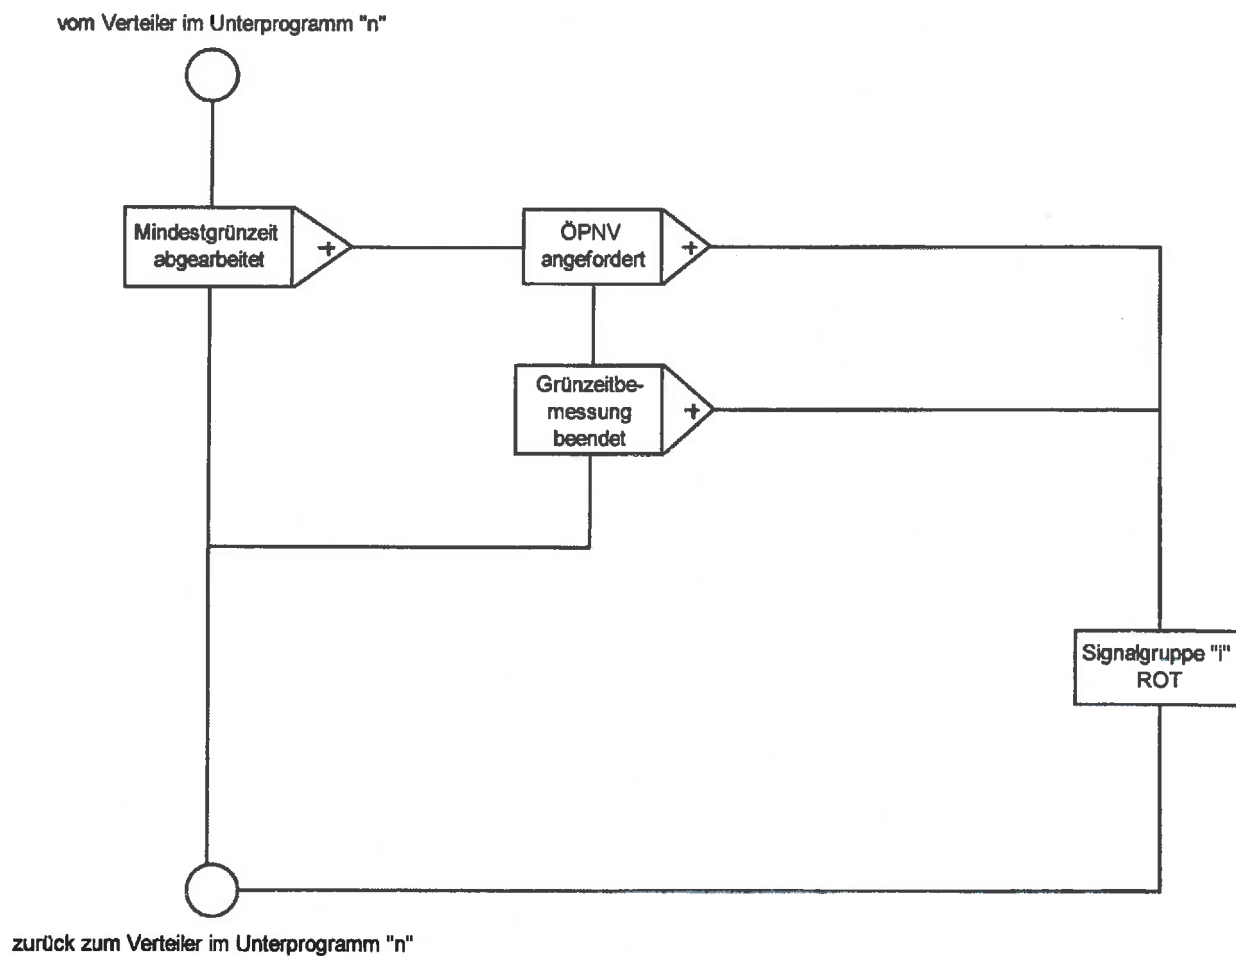 vom Verteiler im Unterprogramm "n"
Mindestgrünzeit
abgearbeitet
+
ÖPNV
angefordert
+
Grünzeitbe-
messung
beendet
+
Signalgruppe "i"
ROT
zurück zum Verteiler im Unterprogramm "n"